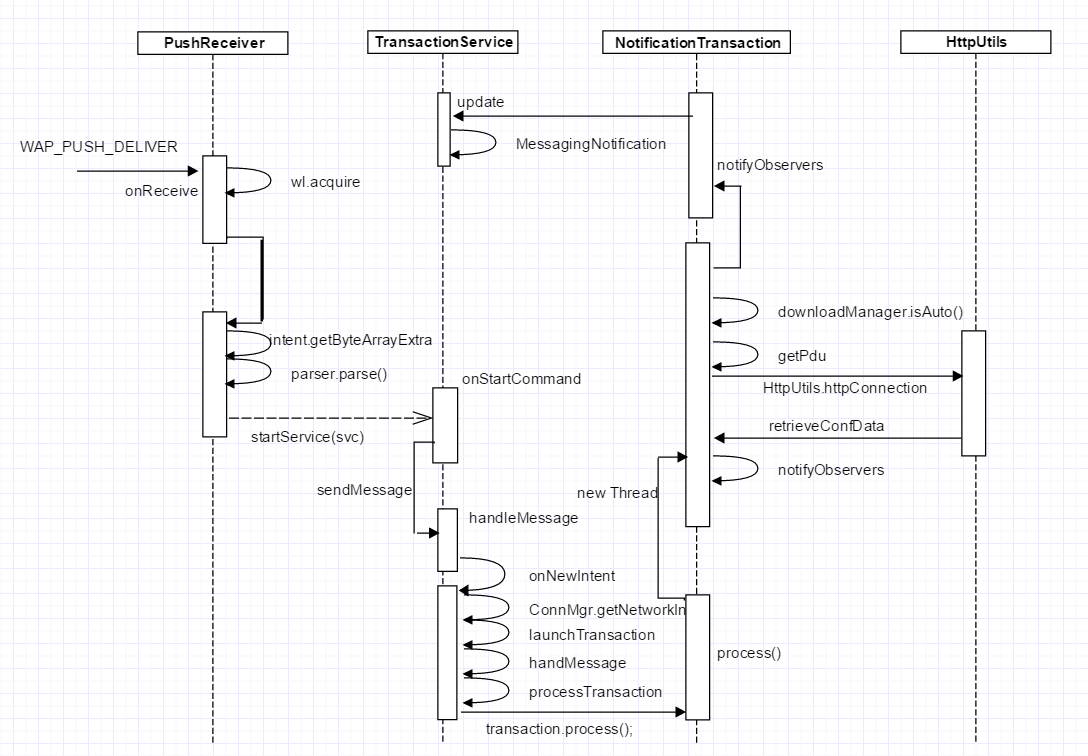 PushReceiver
TransactionService
NotificationTransaction
HttpUtils
update
WAP_PUSH_DELIVER
MessagingNotification
notifyObservers
onReceive
wl.acquire
downloadManager.isAuto()
intent.getByteArrayExtra
getPdu
parser.parse()
onStartCommand
HttpUtils.httpConnection
retrieveConfData
startService(svc)
notifyObservers
sendMessage
new Thread
handleMessage
onNewIntent
ConnMgr.getNetworkIn
launchTransaction
process()
handMessage
processTransaction
transaction.process();